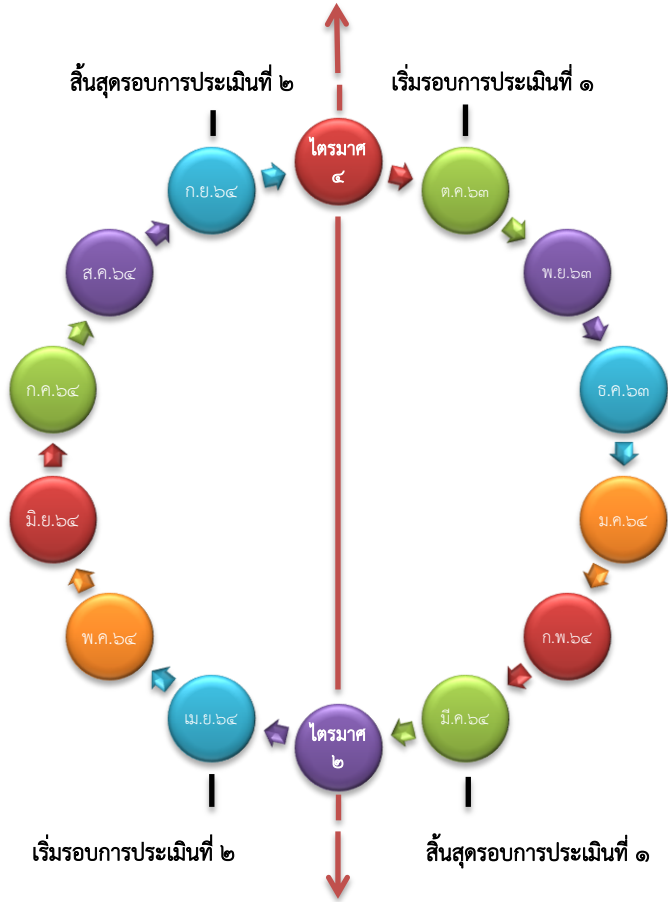 สิ้นสุดรอบการประเมินที่ ๒
เริ่มรอบการประเมินที่ ๑
ไตรมาศ
๔
ต.ค.๖๓
พ.ย.๖๓
ธ.ค.๖๓
ม.ค.๖๔
ก.พ.๖๔
มี.ค.๖๔
ไตรมาศ
๒
เม.ย.๖๔
พ.ค.๖๔
มิ.ย.๖๔
ก.ค.๖๔
ส.ค.๖๔
ก.ย.๖๔
เริ่มรอบการประเมินที่ ๒
สิ้นสุดรอบการประเมินที่ ๑